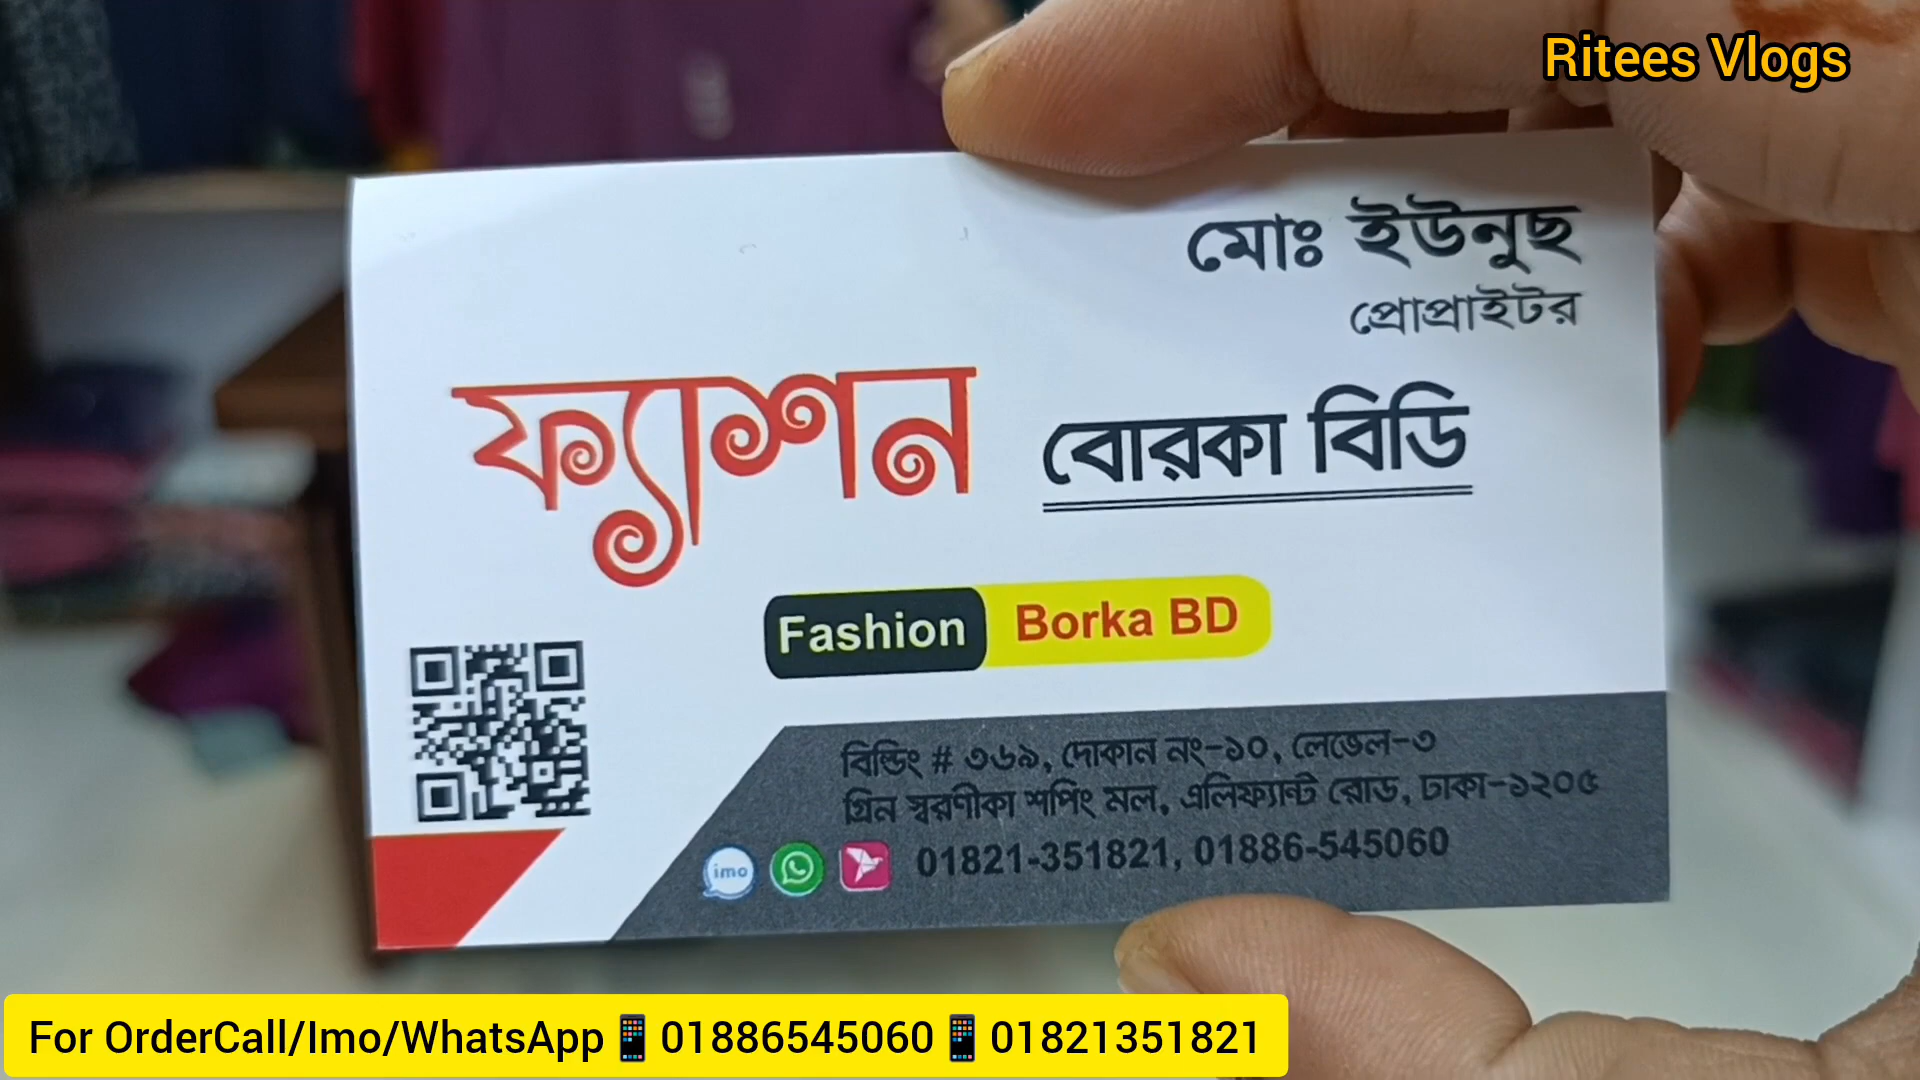 Ritees Vlogs
মোঃ ইউনুছ
প্রোপ্রাইটর
ফ্যাশন বোরকা বিডি
Fashion Borka BD
বিল্ডিং # ৩৬৯, দোকান নং-১০, লেভেল-৩
গ্রিন স্বরণীকা শপিং মল, এলিফ্যান্ট রোড, ঢাকা-১২০৫
imo 01821-351821, 01886-545060
For OrderCall/Imo/WhatsApp📱01886545060📱01821351821